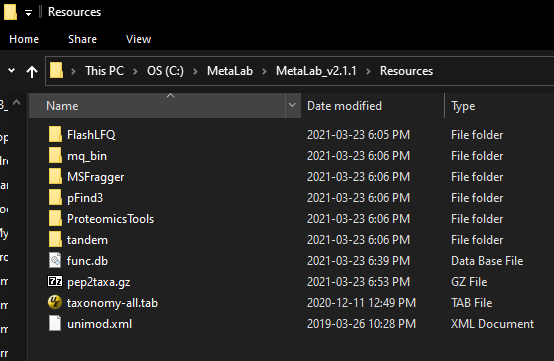 Resources
Home Share View
This PC > OS (C:) > MetaLab > MetaLab_v2.1.1 > Resources
Name Date modified Type
FlashLFQ 2021-03-23 6:05 PM File folder
mq_bin 2021-03-23 6:06 PM File folder
MSFragger 2021-03-23 6:06 PM File folder
pFind3 2021-03-23 6:06 PM File folder
ProteomicsTools 2021-03-23 6:06 PM File folder
tandem 2021-03-23 6:06 PM File folder
func.db 2021-03-23 6:39 PM Data Base File
pep2taxa.gz 2021-03-23 6:53 PM GZ File
taxonomy-all.tab 2020-12-11 12:49 PM TAB File
unimod.xml 2019-03-26 10:28 PM XML Document